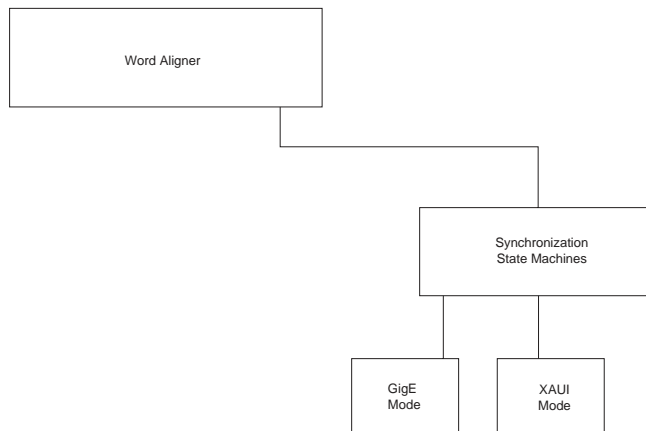 Word Aligner
Synchronization
State Machines
GigE
Mode
XAUI
Mode